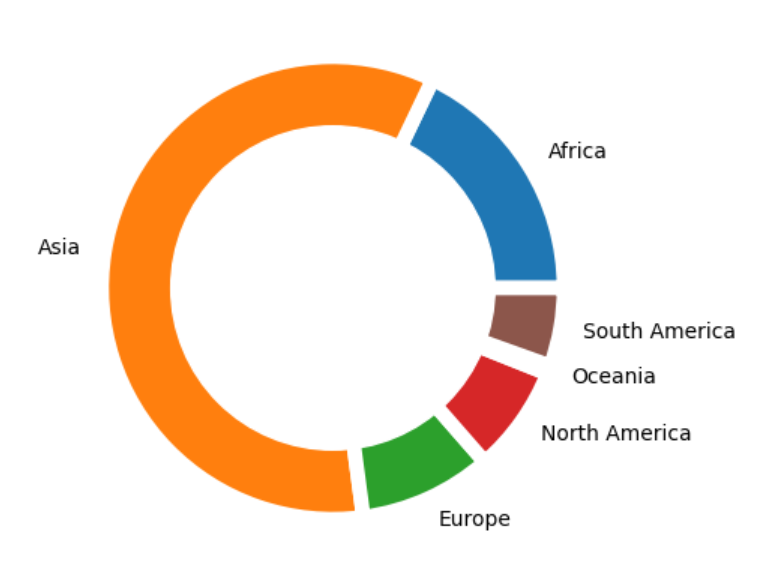 Africa
Asia
South America
Oceania
North America
Europe